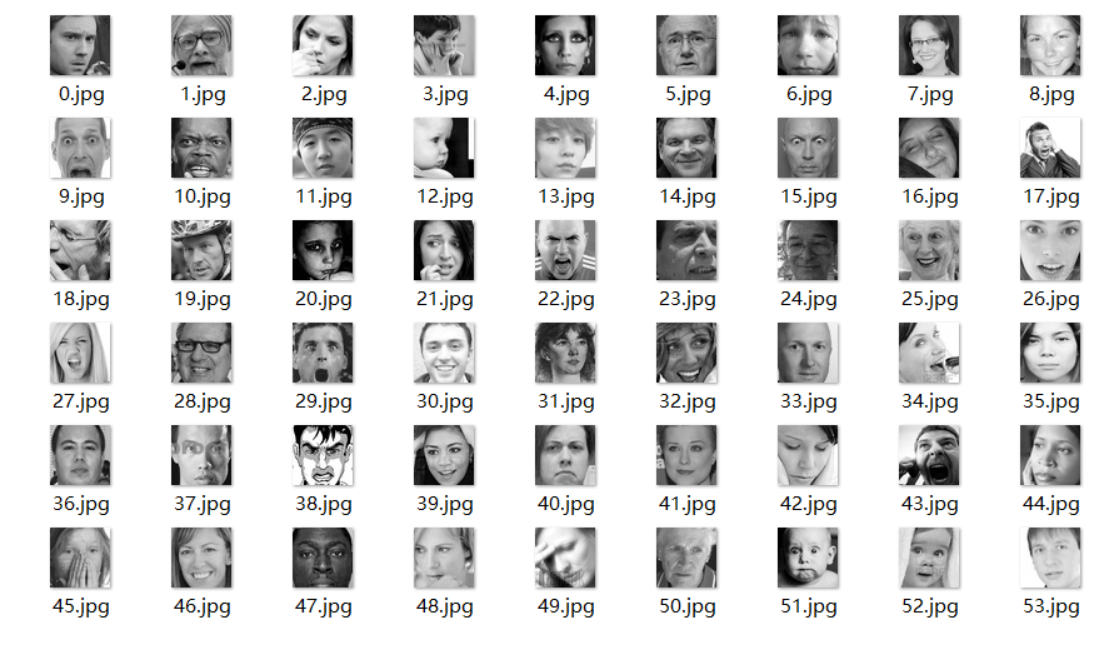 0.jpg 1.jpg 2.jpg 3.jpg 4.jpg 5.jpg 6.jpg 7.jpg 8.jpg
9.jpg 10.jpg 11.jpg 12.jpg 13.jpg 14.jpg 15.jpg 16.jpg 17.jpg
18.jpg 19.jpg 20.jpg 21.jpg 22.jpg 23.jpg 24.jpg 25.jpg 26.jpg
27.jpg 28.jpg 29.jpg 30.jpg 31.jpg 32.jpg 33.jpg 34.jpg 35.jpg
36.jpg 37.jpg 38.jpg 39.jpg 40.jpg 41.jpg 42.jpg 43.jpg 44.jpg
45.jpg 46.jpg 47.jpg 48.jpg 49.jpg 50.jpg 51.jpg 52.jpg 53.jpg